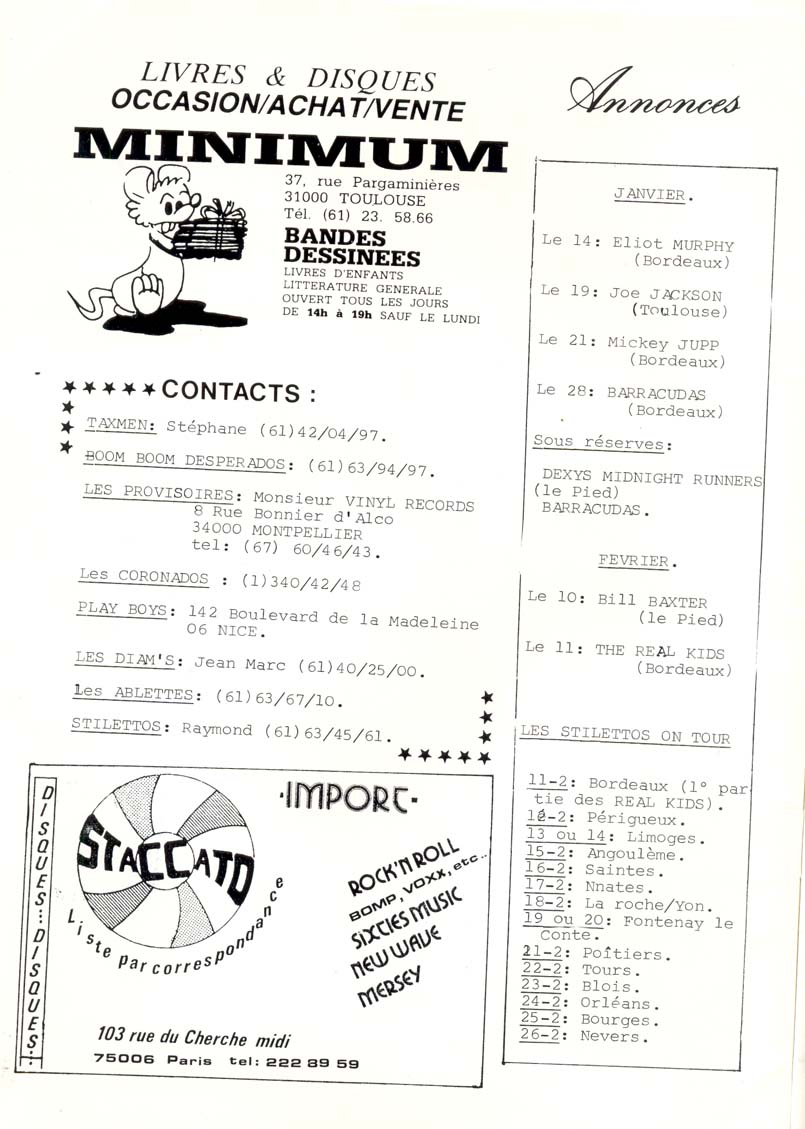 LIVRES & DISQUES
OCCASION/ACHAT/VENTE
MINIMUM
37, rue Pargaminières
31000 TOULOUSE
Tél. (61) 23. 58.66
BANDES
DESSINEES
LIVRES D'ENFANTS
LITTERATURE GENERALE
OUVERT TOUS LES JOURS
DE 14h à 19h SAUF LE LUNDI
CONTACTS :
TAXMEN: Stéphane (61)42/04/97.
BOOM BOOM DESPERADOS: (61)63/94/97.
LES PROVISOIRES: Monsieur VINYL RECORDS
8 Rue Bonnier d'Alco
34000 MONTPELLIER
tel: (67) 60/46/43.
Les CORONADOS : (1)340/42/48
PLAY BOYS: 142 Boulevard de la Madeleine
06 NICE.
LES DIAM'S: Jean Marc (61)40/25/00.
Les ABLETTES: (61)63/67/10.
STILETTOS: Raymond (61)63/45/61.
DISQUES...DISQUES...
STACCATO
Liste par correspondance
·IMPORT·
ROCK'N ROLL
BOMP, VOXX, etc..
SIXTIES MUSIC
NEW WAVE
MERSEY
103 rue du Cherche midi
75006 Paris tel: 222 89 59
Annonces
JANVIER.
Le 14: Eliot MURPHY
(Bordeaux)
Le 19: Joe JACKSON
(Toulouse)
Le 21: Mickey JUPP
(Bordeaux)
Le 28: BARRACUDAS
(Bordeaux)
Sous réserves:
DEXYS MIDNIGHT RUNNERS
(le Pied)
BARRACUDAS.
FEVRIER.
Le 10: Bill BAXTER
(le Pied)
Le 11: THE REAL KIDS
(Bordeaux)
LES STILETTOS ON TOUR
11-2: Bordeaux (1° par
tie des REAL KIDS).
12-2: Périgueux.
13 ou 14: Limoges.
15-2: Angoulème.
16-2: Saintes.
17-2: Nnates.
18-2: La roche/Yon.
19 ou 20: Fontenay le
Conte.
21-2: Poîtiers.
22-2: Tours.
23-2: Blois.
24-2: Orléans.
25-2: Bourges.
26-2: Nevers.